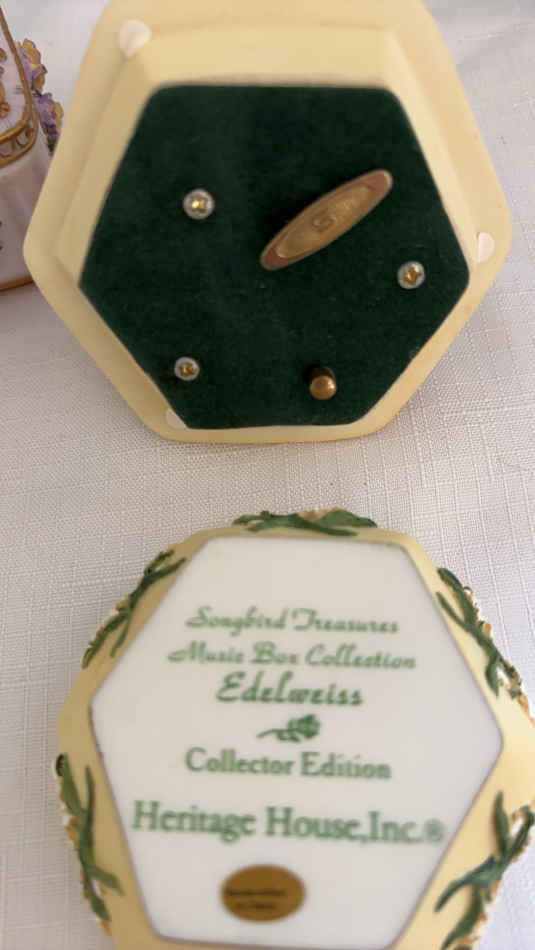 Songbird Treasures
Music Box Collection
Edelweiss
Collector Edition
Heritage House,Inc.®